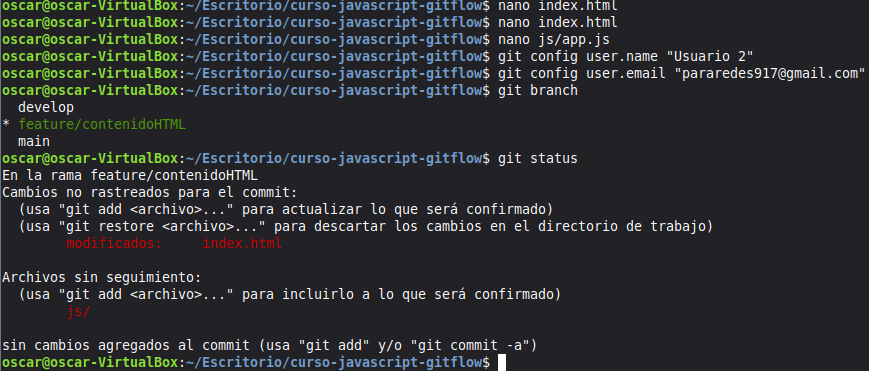 oscar@oscar-VirtualBox:~/Escritorio/curso-javascript-gitflow$ nano index.html
oscar@oscar-VirtualBox:~/Escritorio/curso-javascript-gitflow$ nano index.html
oscar@oscar-VirtualBox:~/Escritorio/curso-javascript-gitflow$ nano js/app.js
oscar@oscar-VirtualBox:~/Escritorio/curso-javascript-gitflow$ git config user.name "Usuario 2"
oscar@oscar-VirtualBox:~/Escritorio/curso-javascript-gitflow$ git config user.email "pararedes917@gmail.com"
oscar@oscar-VirtualBox:~/Escritorio/curso-javascript-gitflow$ git branch
  develop
* feature/contenidoHTML
  main
oscar@oscar-VirtualBox:~/Escritorio/curso-javascript-gitflow$ git status
En la rama feature/contenidoHTML
Cambios no rastreados para el commit:
  (usa "git add <archivo>..." para actualizar lo que será confirmado)
  (usa "git restore <archivo>..." para descartar los cambios en el directorio de trabajo)
        modificados:     index.html
Archivos sin seguimiento:
  (usa "git add <archivo>..." para incluirlo a lo que será confirmado)
        js/
sin cambios agregados al commit (usa "git add" y/o "git commit -a")
oscar@oscar-VirtualBox:~/Escritorio/curso-javascript-gitflow$